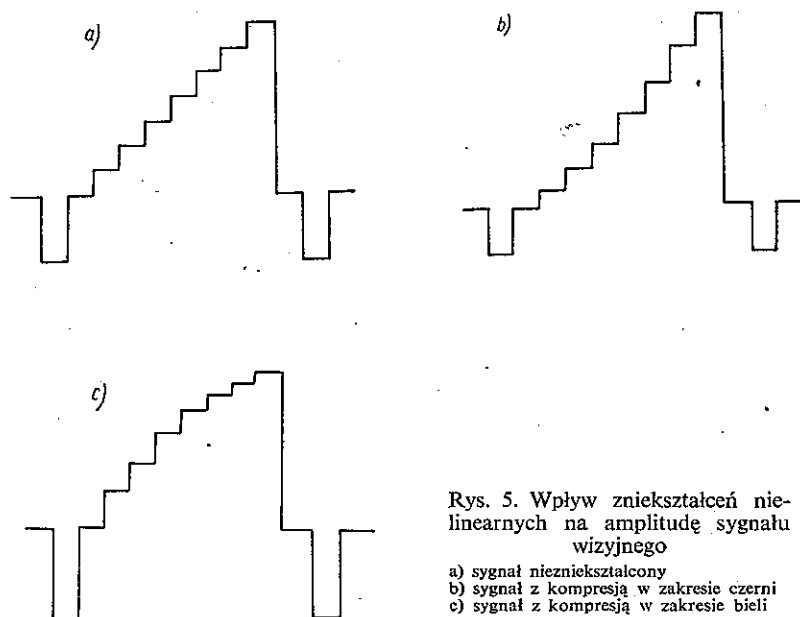 a)
b)
c)
Rys. 5. Wpływ zniekształceń nie-
linearnych na amplitudę sygnału
wizyjnego
a) sygnał niezniekształcony
b) sygnał z kompresją w zakresie czerni
c) sygnał z kompresją w zakresie bieli